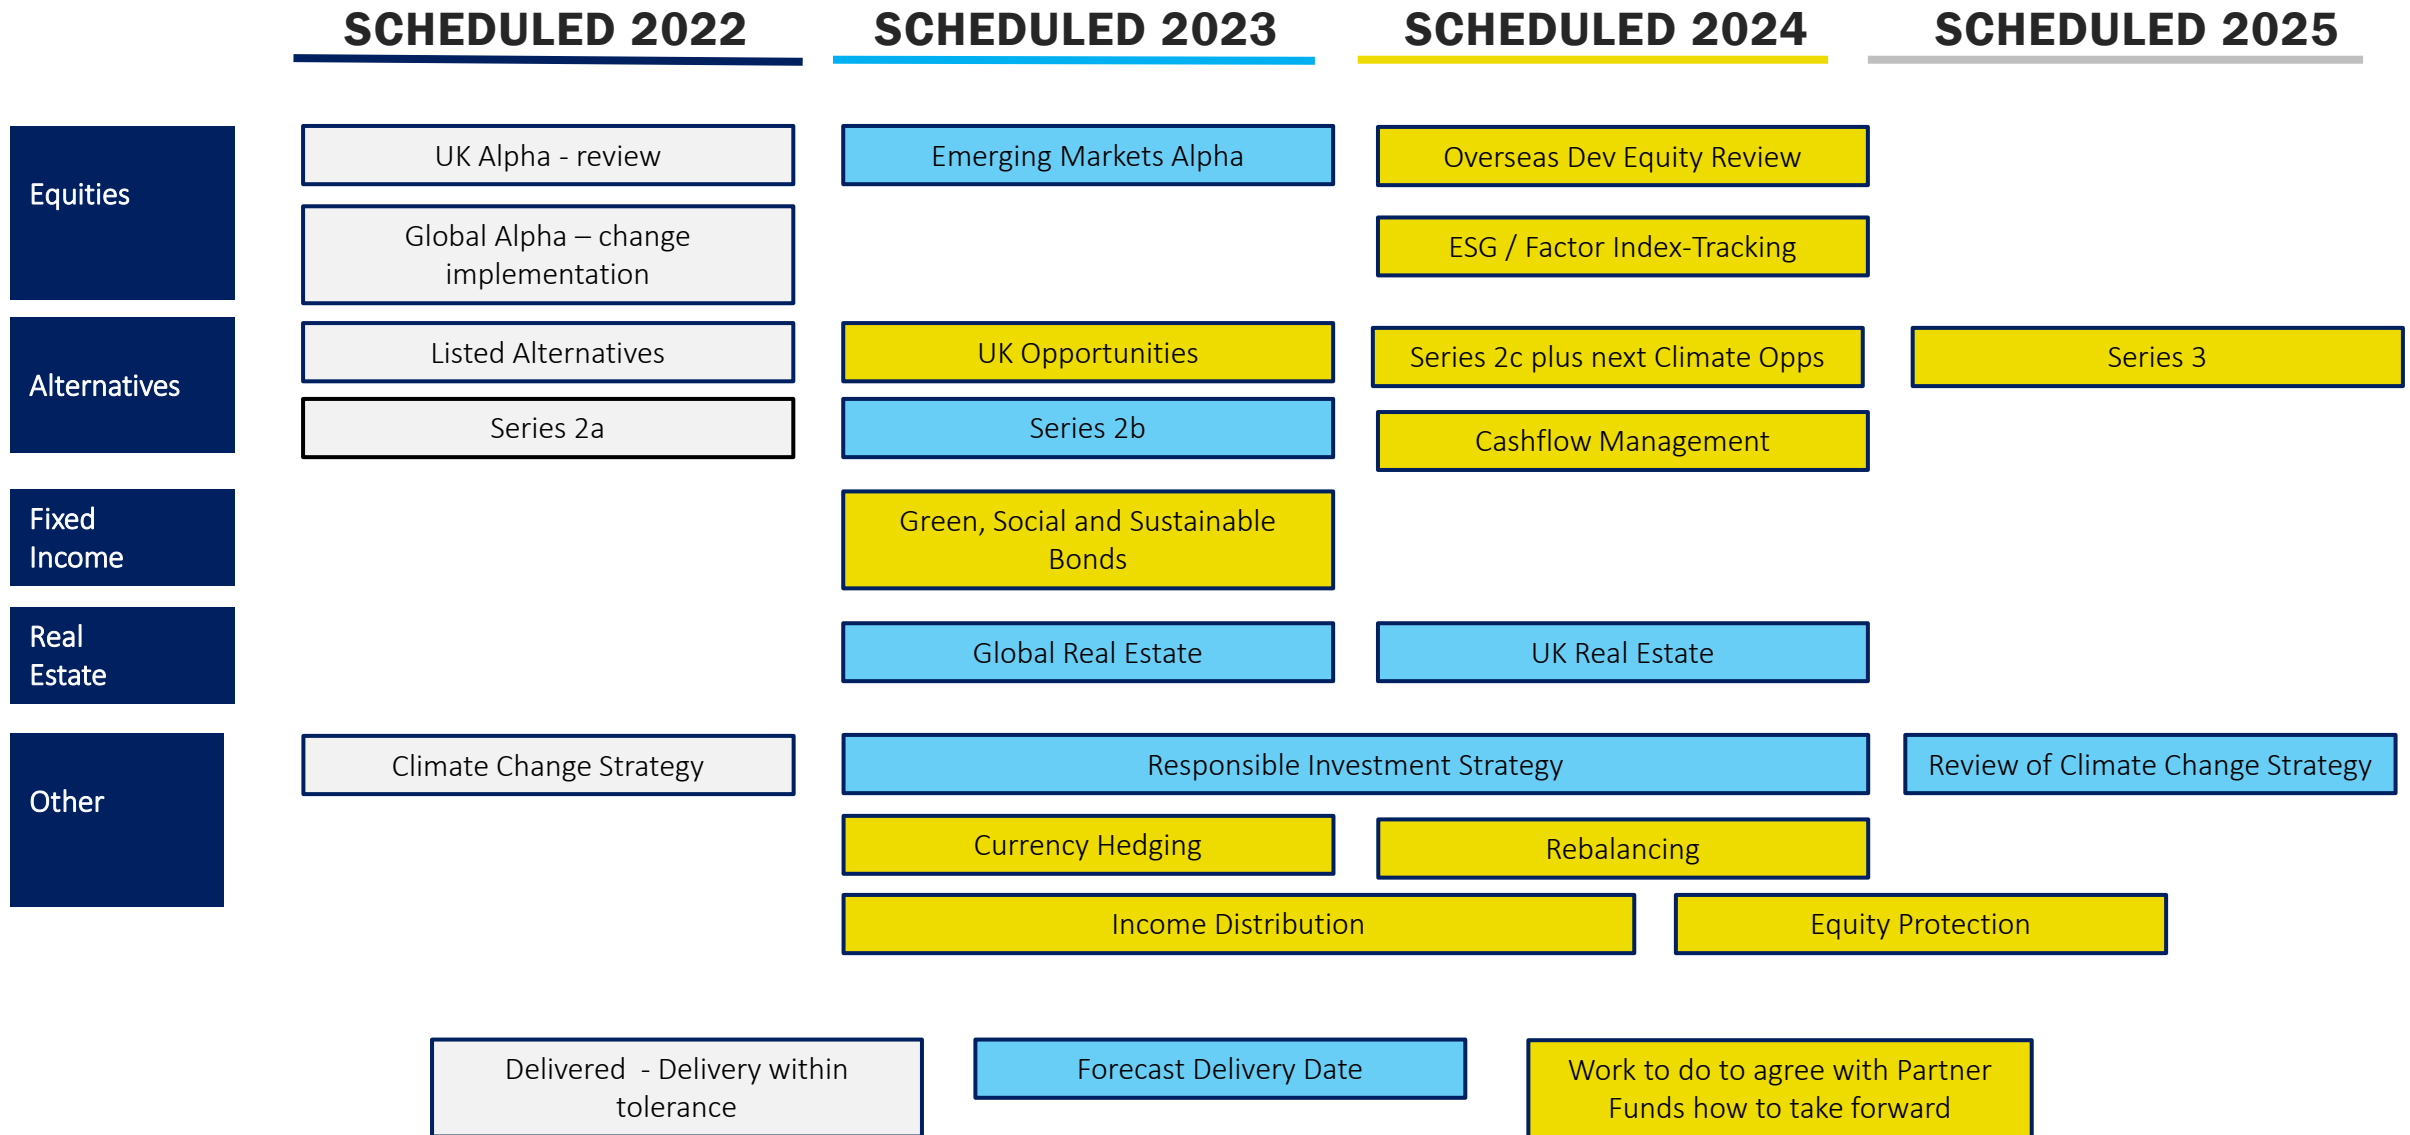 SCHEDULED 2022
SCHEDULED 2023
SCHEDULED 2024
SCHEDULED 2025
Equities
UK Alpha - review
Emerging Markets Alpha
Overseas Dev Equity Review
Global Alpha – change
implementation
ESG / Factor Index-Tracking
Alternatives
Listed Alternatives
UK Opportunities
Series 2c plus next Climate Opps
Series 3
Series 2a
Series 2b
Cashflow Management
Fixed
Income
Green, Social and Sustainable
Bonds
Real
Estate
Global Real Estate
UK Real Estate
Other
Climate Change Strategy
Responsible Investment Strategy
Review of Climate Change Strategy
Currency Hedging
Rebalancing
Income Distribution
Equity Protection
Delivered  - Delivery within
tolerance
Forecast Delivery Date
Work to do to agree with Partner
Funds how to take forward